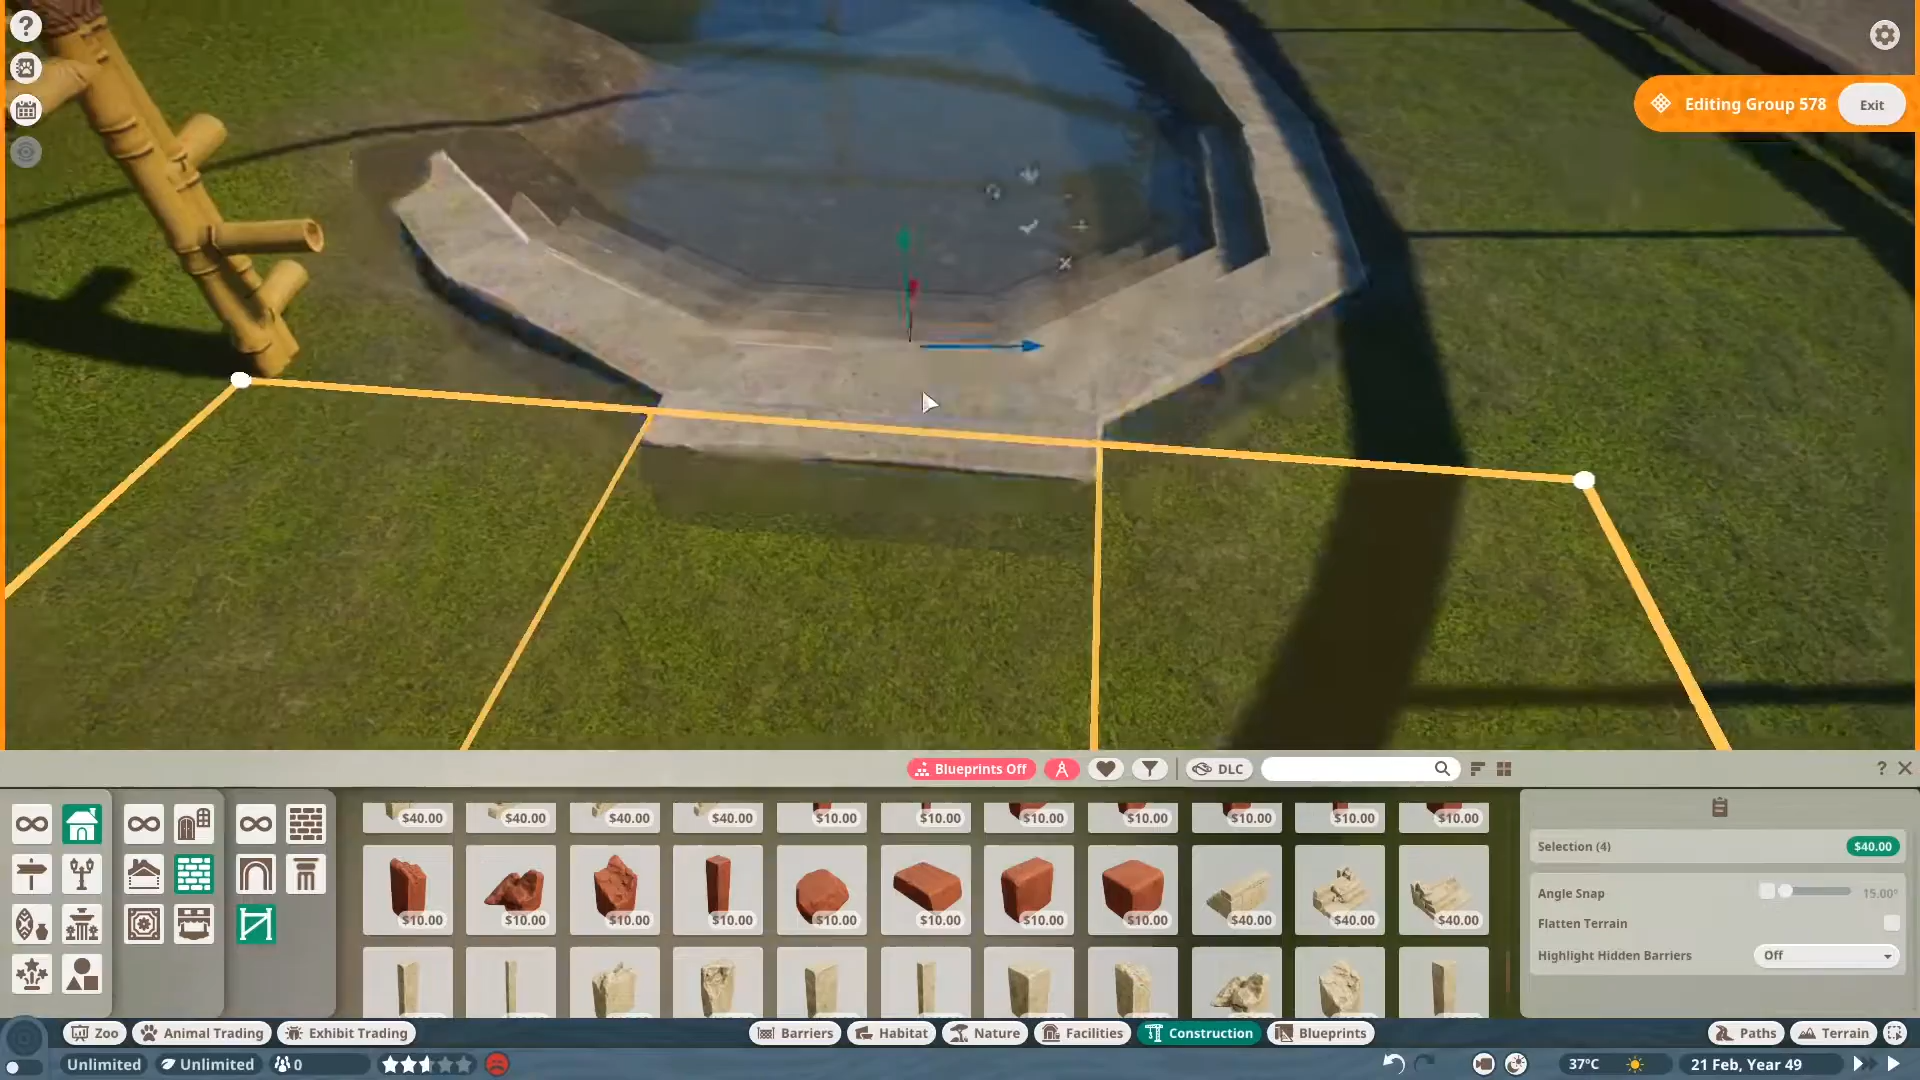 Editing Group 578
Exit
Blueprints Off
DLC
$40.00 $40.00 $40.00 $40.00 $10.00 $10.00 $10.00 $10.00 $40.00 $10.00 $10.00
$10.00 $10.00 $10.00 $10.00 $10.00 $10.00 $10.00 $10.00 $40.00 $40.00 $40.00
Selection (4)
$40.00
Angle Snap
15.00°
Flatten Terrain
Highlight Hidden Barriers
Off
Zoo
Animal Trading
Exhibit Trading
Barriers
Habitat
Nature
Facilities
Construction
Blueprints
Paths
Terrain
Unlimited
Unlimited
0
37°C
21 Feb, Year 49